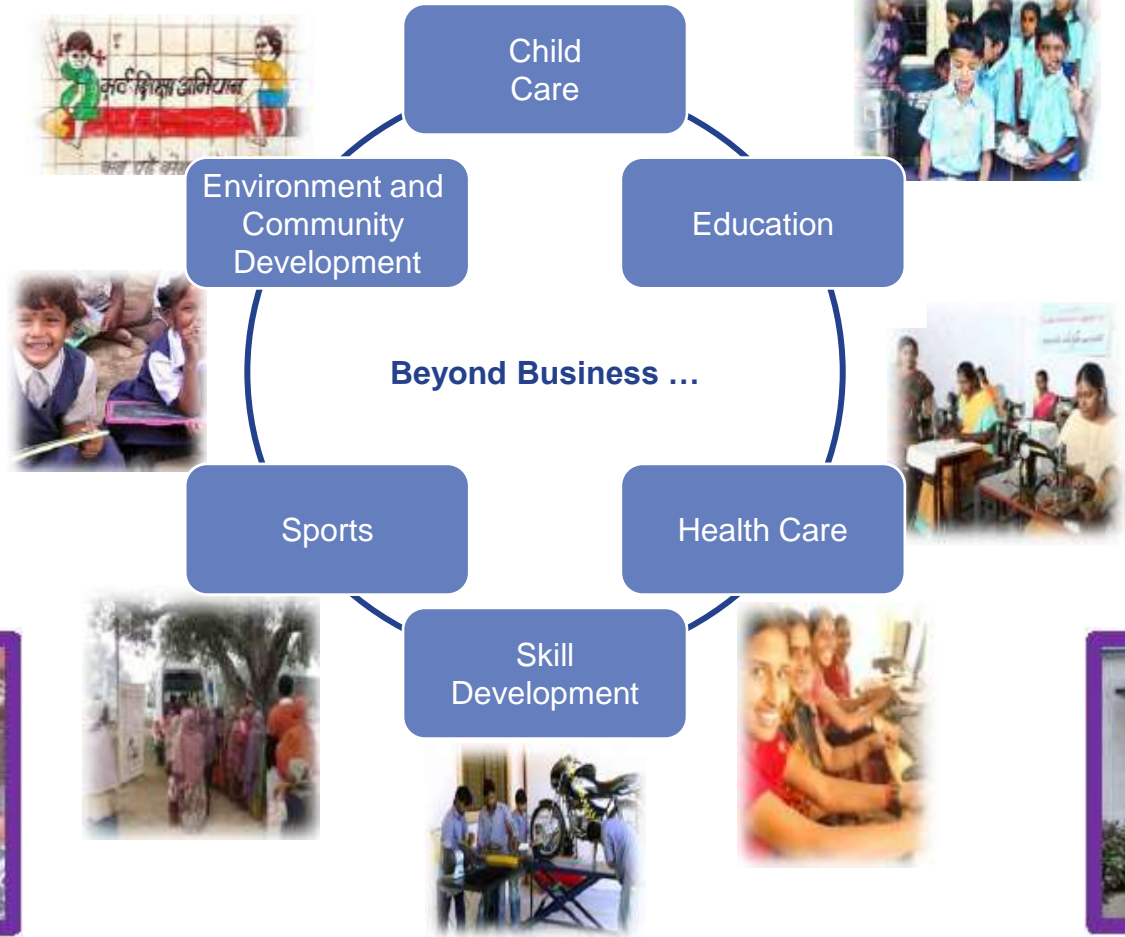 Child
Care
सर्व शिक्षा अभियान
Environment and
Community
Development
Education
Beyond Business …
Sports
Health Care
Skill
Development